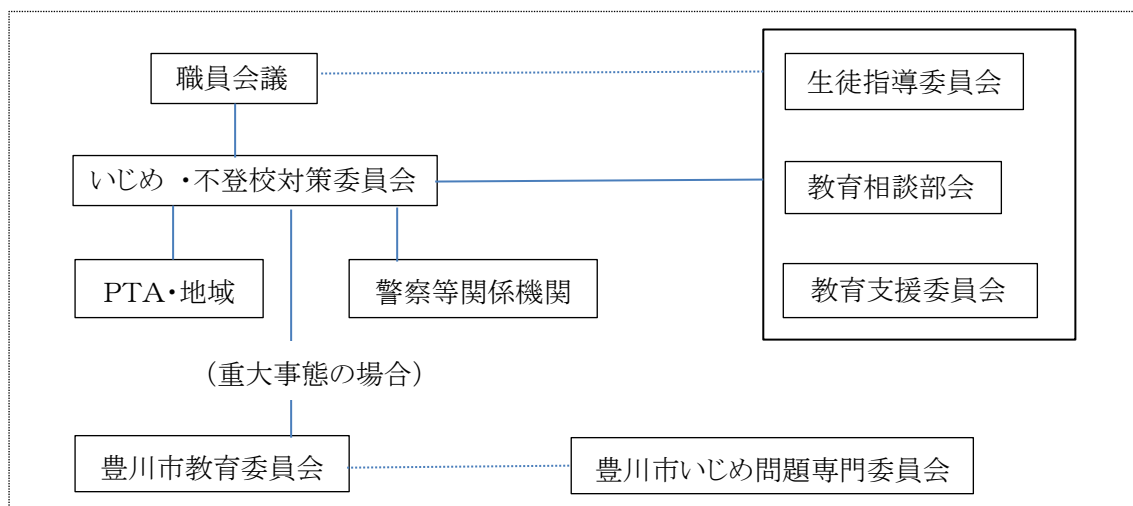 職員会議
生徒指導委員会
いじめ ・不登校対策委員会
教育相談部会
PTA・地域
警察等関係機関
教育支援委員会
（重大事態の場合）
豊川市教育委員会
豊川市いじめ問題専門委員会